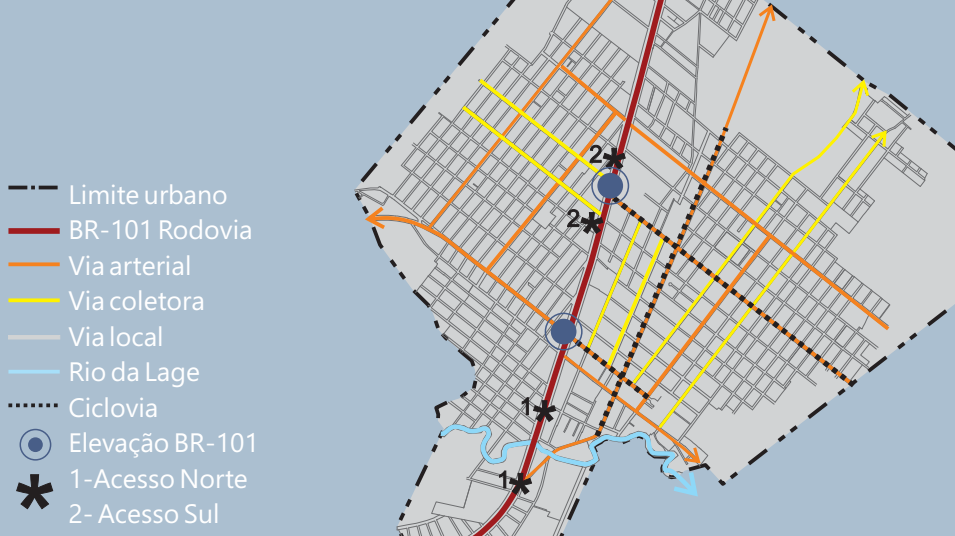 Limite urbano
BR-101 Rodovia
Via arterial
Via coletora
Via local
Rio da Lage
Ciclovia
Elevação BR-101
1-Acesso Norte
2- Acesso Sul
2
2
1
1